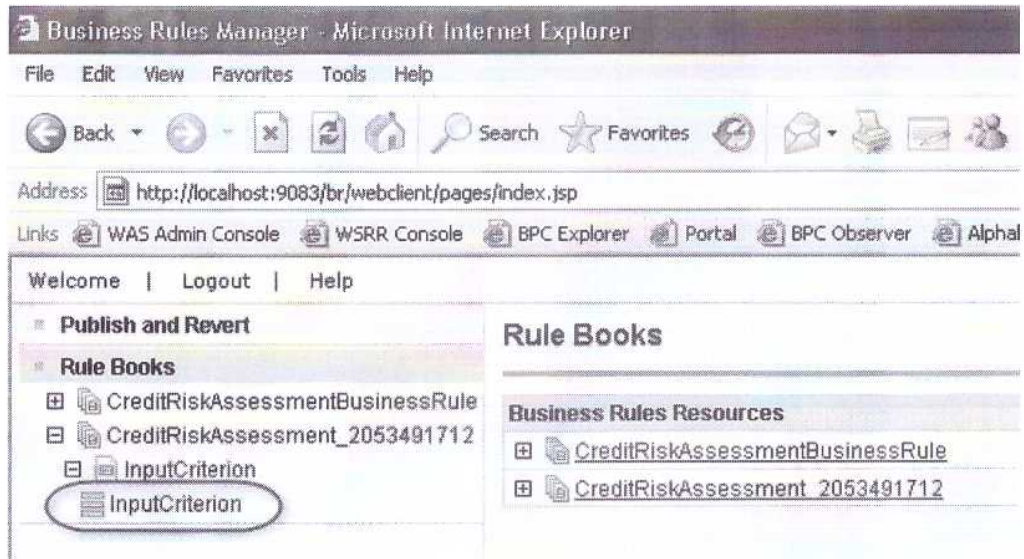 Business Rules Manager - Microsoft Internet Explorer
File Edit View Favorites Tools Help
Back Search Favorites
Address http://localhost:9083/br/webclient/pages/index.jsp
Links WAS Admin Console WSRR Console BPC Explorer Portal BPC Observer Alphal
Welcome | Logout | Help
Publish and Revert
Rule Books
CreditRiskAssessmentBusinessRule
CreditRiskAssessment_2053491712
InputCriterion
InputCriterion
Rule Books
Business Rules Resources
CreditRiskAssessmentBusinessRule
CreditRiskAssessment_2053491712